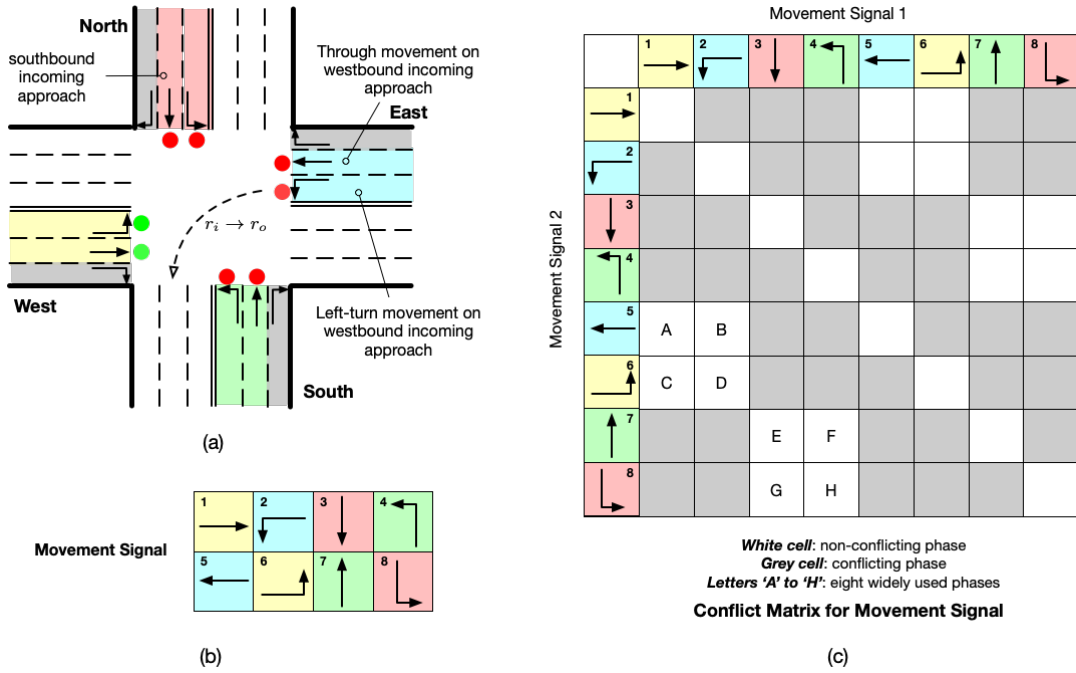 North
southbound
incoming
approach
Through movement on
westbound incoming
approach
East
r_i → r_o
West
Left-turn movement on
westbound incoming
approach
South
(a)
Movement Signal
1 2 3 4
5 6 7 8
(b)
Movement Signal 1
1 2 3 4 5 6 7 8
Movement Signal 2
1
2
3
4
5 A B
6 C D
7 E F
8 G H
White cell: non-conflicting phase
Grey cell: conflicting phase
Letters ‘A’ to ‘H’: eight widely used phases
Conflict Matrix for Movement Signal
(c)